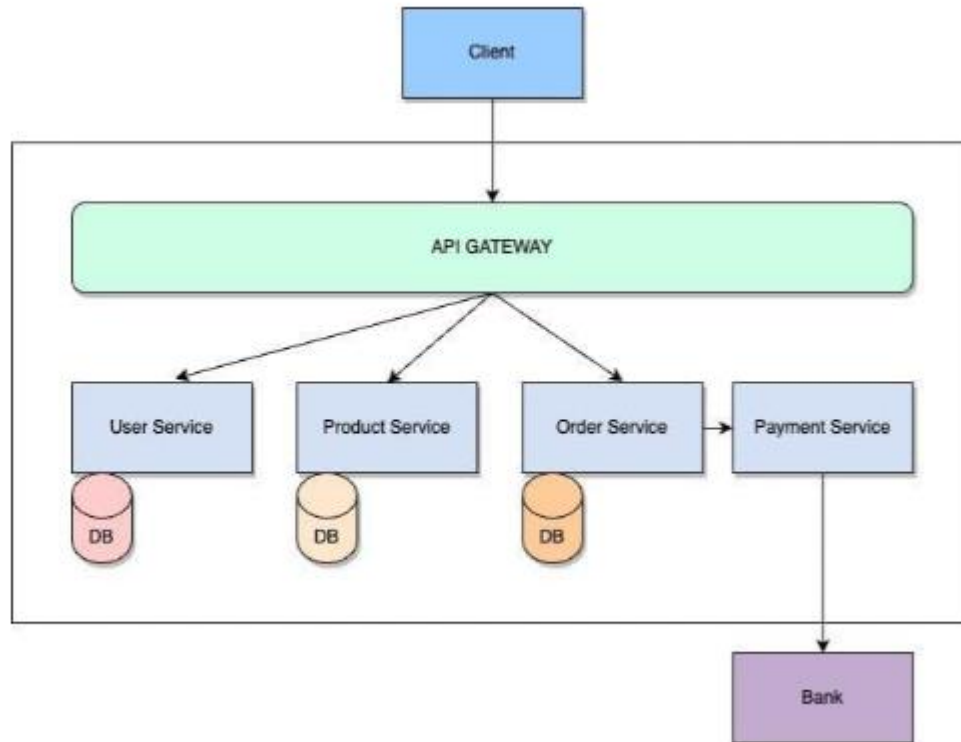 Client
API GATEWAY
User Service
Product Service
Order Service
Payment Service
DB
DB
DB
Bank